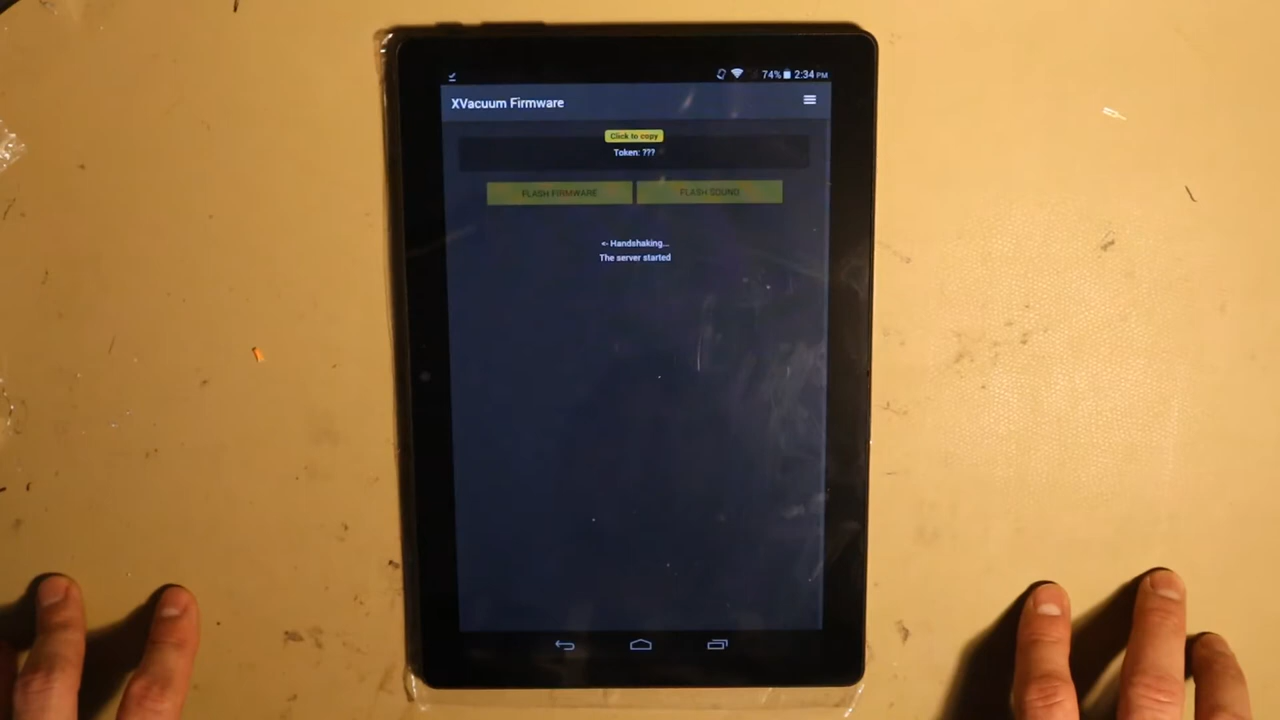 74% 2:34 PM
XVacuum Firmware
Click to copy
Token: ???
FLASH FIRMWARE FLASH SOUND
<- Handshaking...
The server started